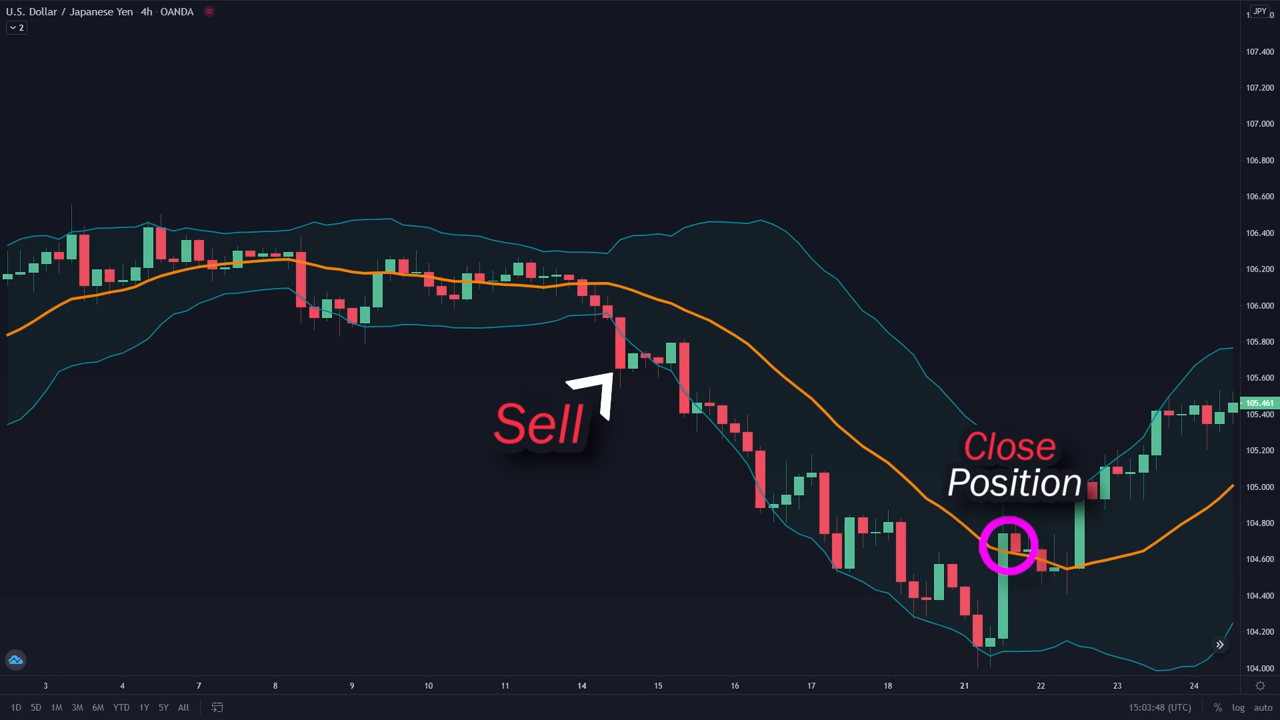 U.S. Dollar / Japanese Yen · 4h · OANDA
2
JPY
107.400
107.200
107.000
106.800
106.600
106.400
106.200
106.000
105.800
105.600
105.461
105.400
105.200
105.000
104.800
104.600
104.400
104.200
104.000
Sell
Close
Position
3 4 7 8 9 10 11 14 15 16 17 18 21 22 23 24
1D 5D 1M 3M 6M YTD 1Y 5Y All
15:03:48 (UTC) % log auto